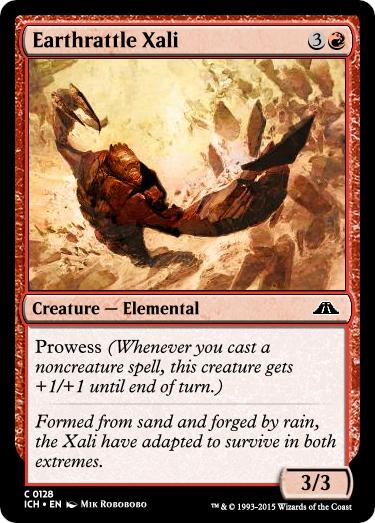 Earthrattle Xali 3
Creature — Elemental
Prowess (Whenever you cast a
noncreature spell, this creature gets
+1/+1 until end of turn.)
Formed from sand and forged by rain,
the Xali have adapted to survive in both
extremes.
3/3
C 0128
ICH • EN Mik Robobobo
™ & © 1993-2015 Wizards of the Coast